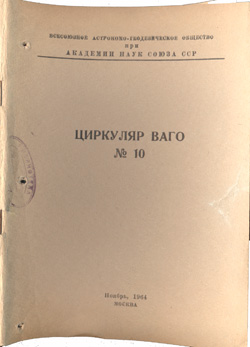 ВСЕСОЮЗНОЕ АСТРОНОМО-ГЕОДЕЗИЧЕСКОЕ ОБЩЕСТВО
при
АКАДЕМИИ НАУК СОЮЗА ССР
ЦИРКУЛЯР ВАГО
№ 10
Ноябрь, 1964
МОСКВА